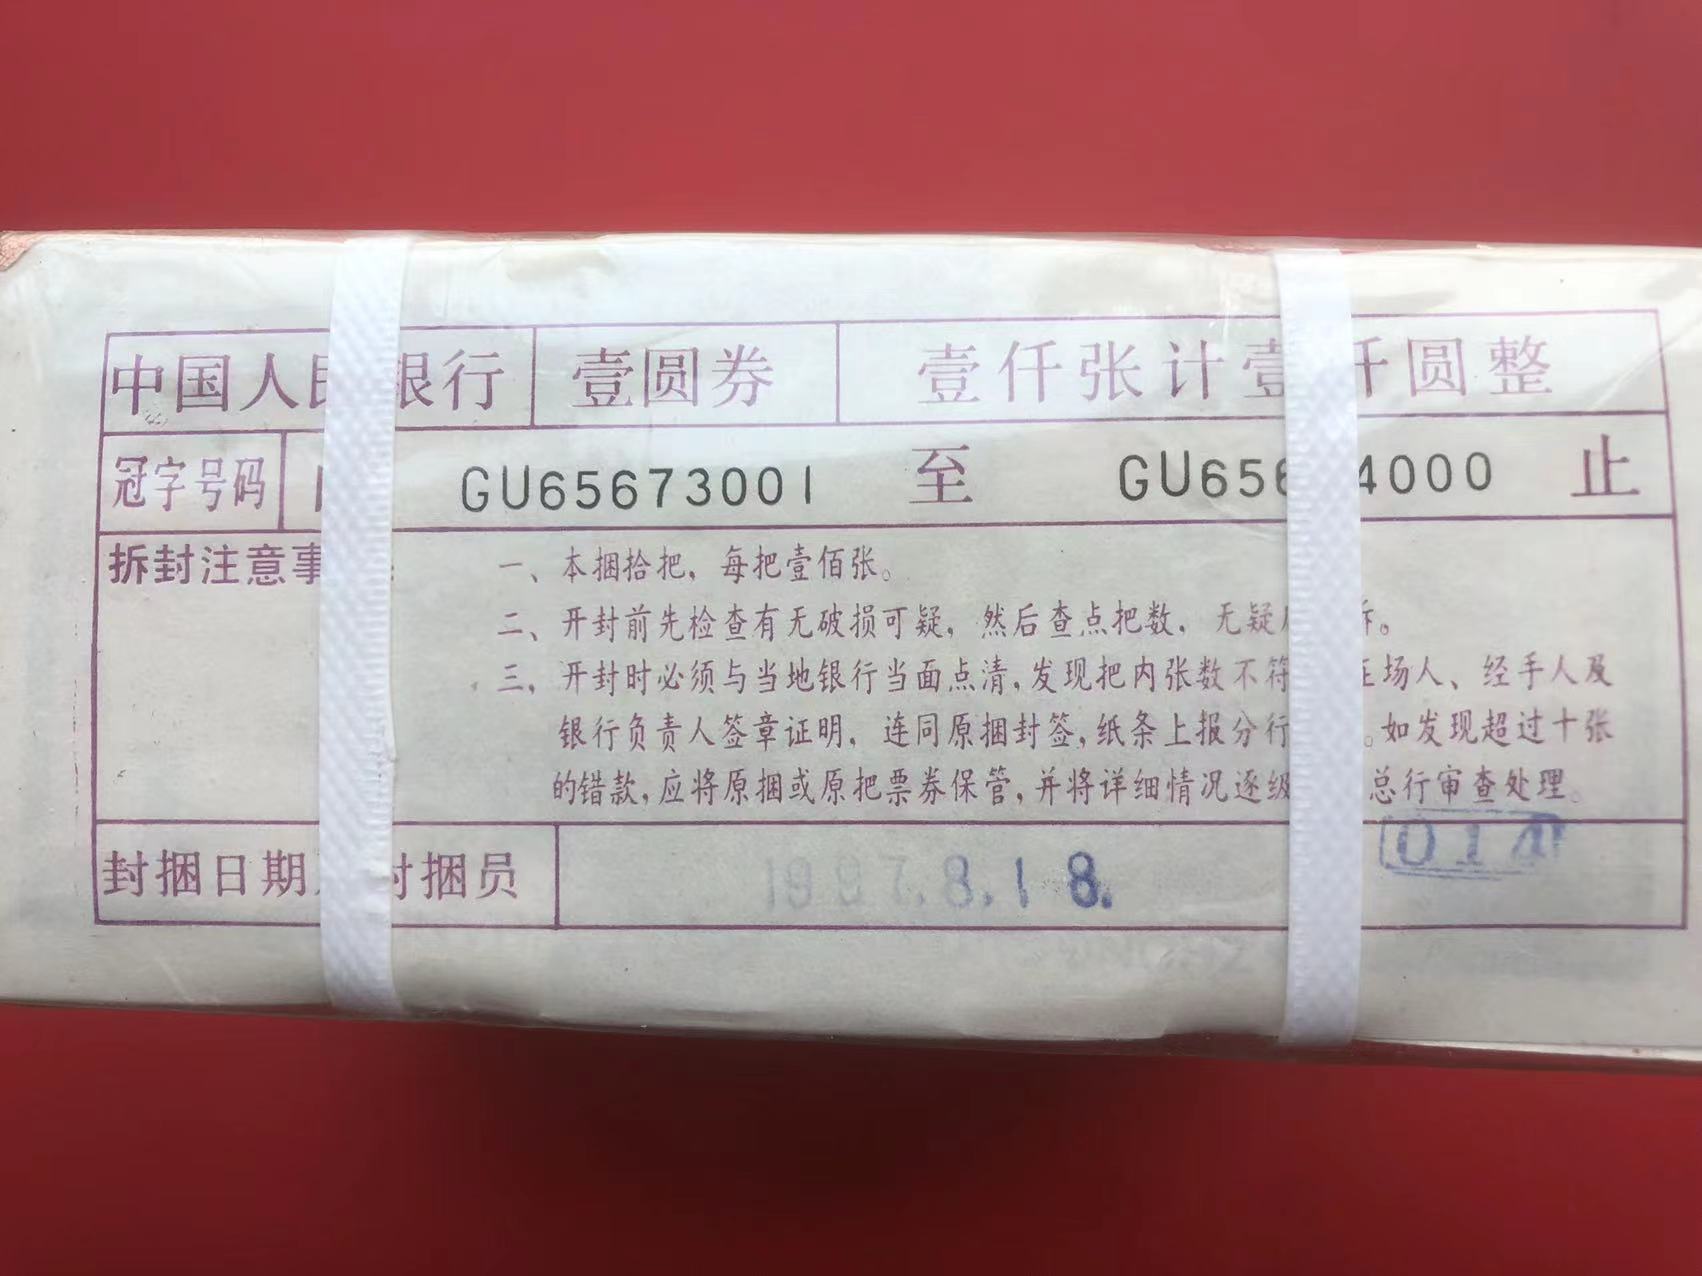 中国人民银行 壹圆券 壹仟张计壹仟圆整
冠字号码 GU65673001 至 GU656 4000 止
拆封注意事 一、本捆拾把，每把壹佰张。
二、开封前先检查有无破损可疑，然后查点把数，无疑 拆。
三、开封时必须与当地银行当面点清，发现把内张数不符 在场人、经手人及
银行负责人签章证明，连同原捆封签，纸条上报分行 。如发现超过十张
的错款，应将原捆或原把票券保管，并将详细情况逐级 总行审查处理。
封捆日期 封捆员 1997.8.18.